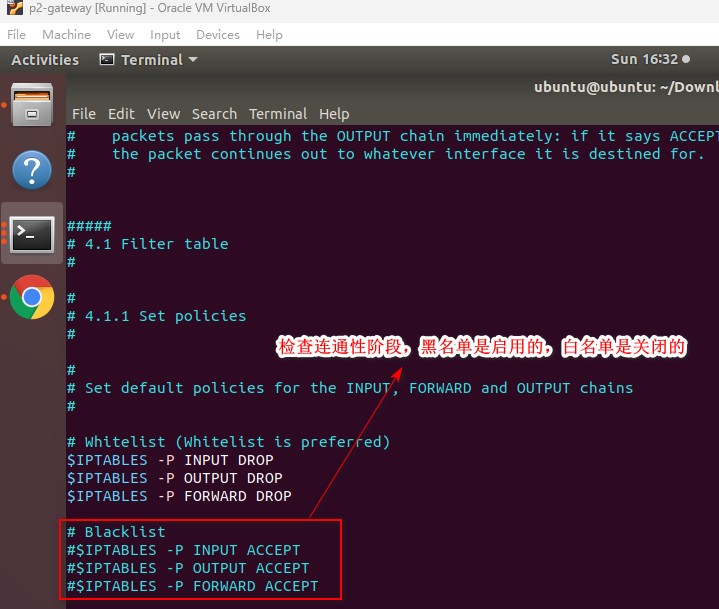 p2-gateway [Running] - Oracle VM VirtualBox
File Machine View Input Devices Help
Activities Terminal Sun 16:32
ubuntu@ubuntu: ~/Downl
File Edit View Search Terminal Help
# packets pass through the OUTPUT chain immediately: if it says ACCEPT
# the packet continues out to whatever interface it is destined for.
#
#####
# 4.1 Filter table
#
#
# 4.1.1 Set policies
#
检查连通性阶段，黑名单是启用的，白名单是关闭的
#
# Set default policies for the INPUT, FORWARD and OUTPUT chains
#
# Whitelist (Whitelist is preferred)
$IPTABLES -P INPUT DROP
$IPTABLES -P OUTPUT DROP
$IPTABLES -P FORWARD DROP
# Blacklist
#$IPTABLES -P INPUT ACCEPT
#$IPTABLES -P OUTPUT ACCEPT
#$IPTABLES -P FORWARD ACCEPT